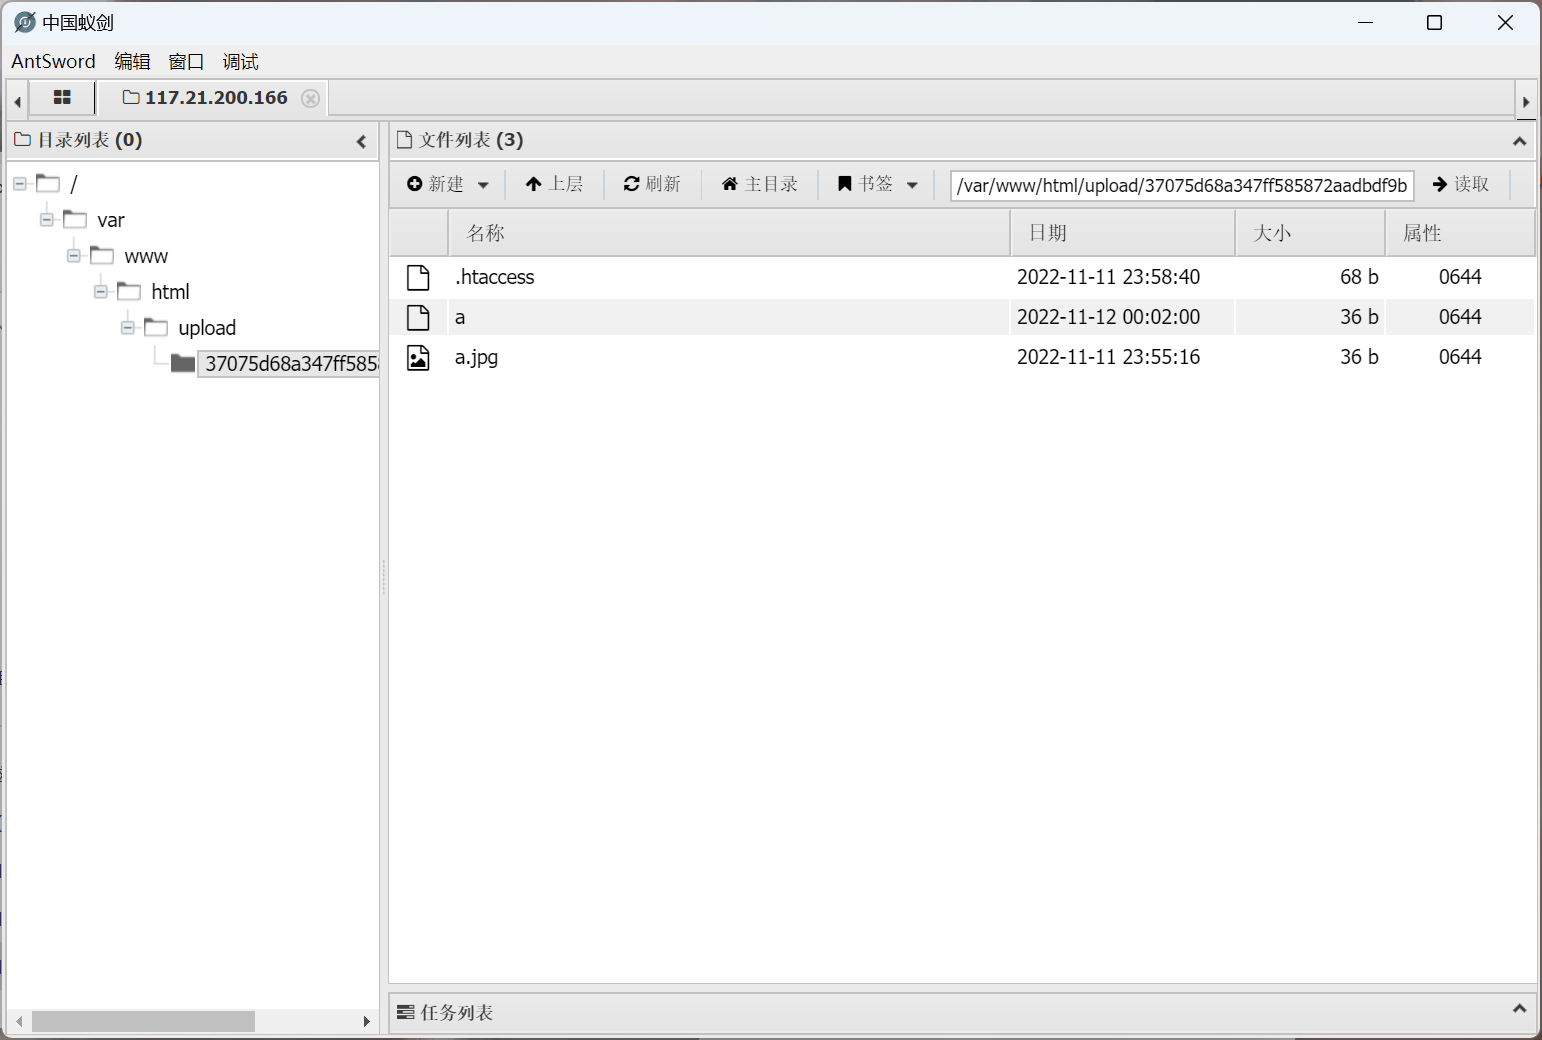 中国蚁剑
AntSword 编辑 窗口 调试
117.21.200.166
目录列表 (0)
文件列表 (3)
新建 上层 刷新 主目录 书签 /var/www/html/upload/37075d68a347ff585872aadbdf9b 读取
/
var
www
html
upload
37075d68a347ff585
名称 日期 大小 属性
.htaccess 2022-11-11 23:58:40 68 b 0644
a 2022-11-12 00:02:00 36 b 0644
a.jpg 2022-11-11 23:55:16 36 b 0644
任务列表